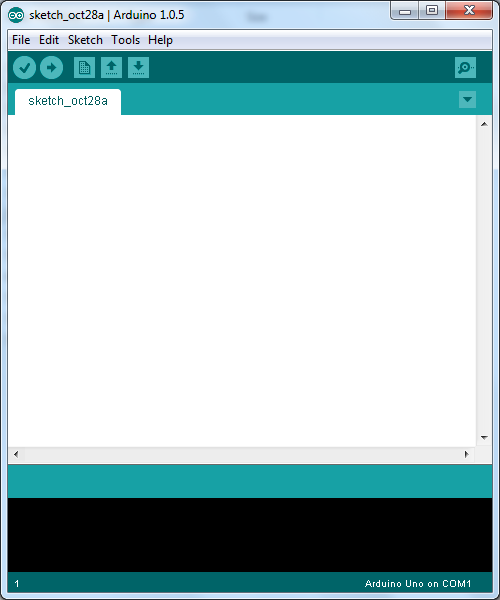 sketch_oct28a | Arduino 1.0.5
File Edit Sketch Tools Help
sketch_oct28a
1 Arduino Uno on COM1